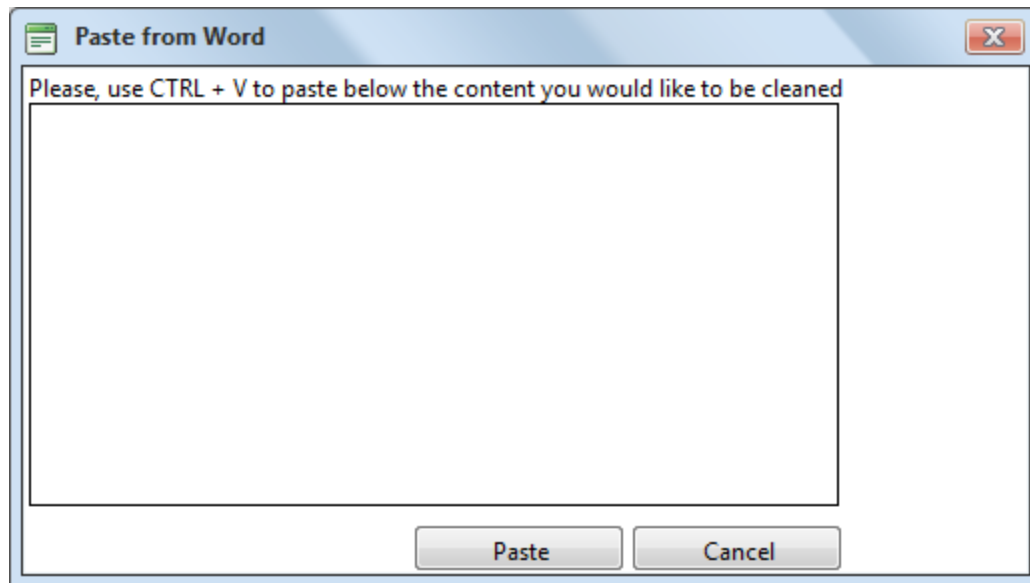 Paste from Word
Please, use CTRL + V to paste below the content you would like to be cleaned
Paste
Cancel